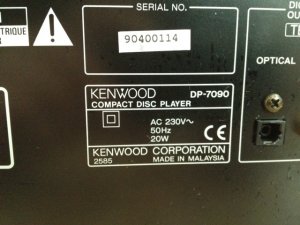 SERIAL NO.
90400114
TRIQUE
OPTICAL
KENWOOD DP-7090
COMPACT DISC PLAYER
AC 230V~
50Hz
20W
CE
KENWOOD CORPORATION
2585 MADE IN MALAYSIA